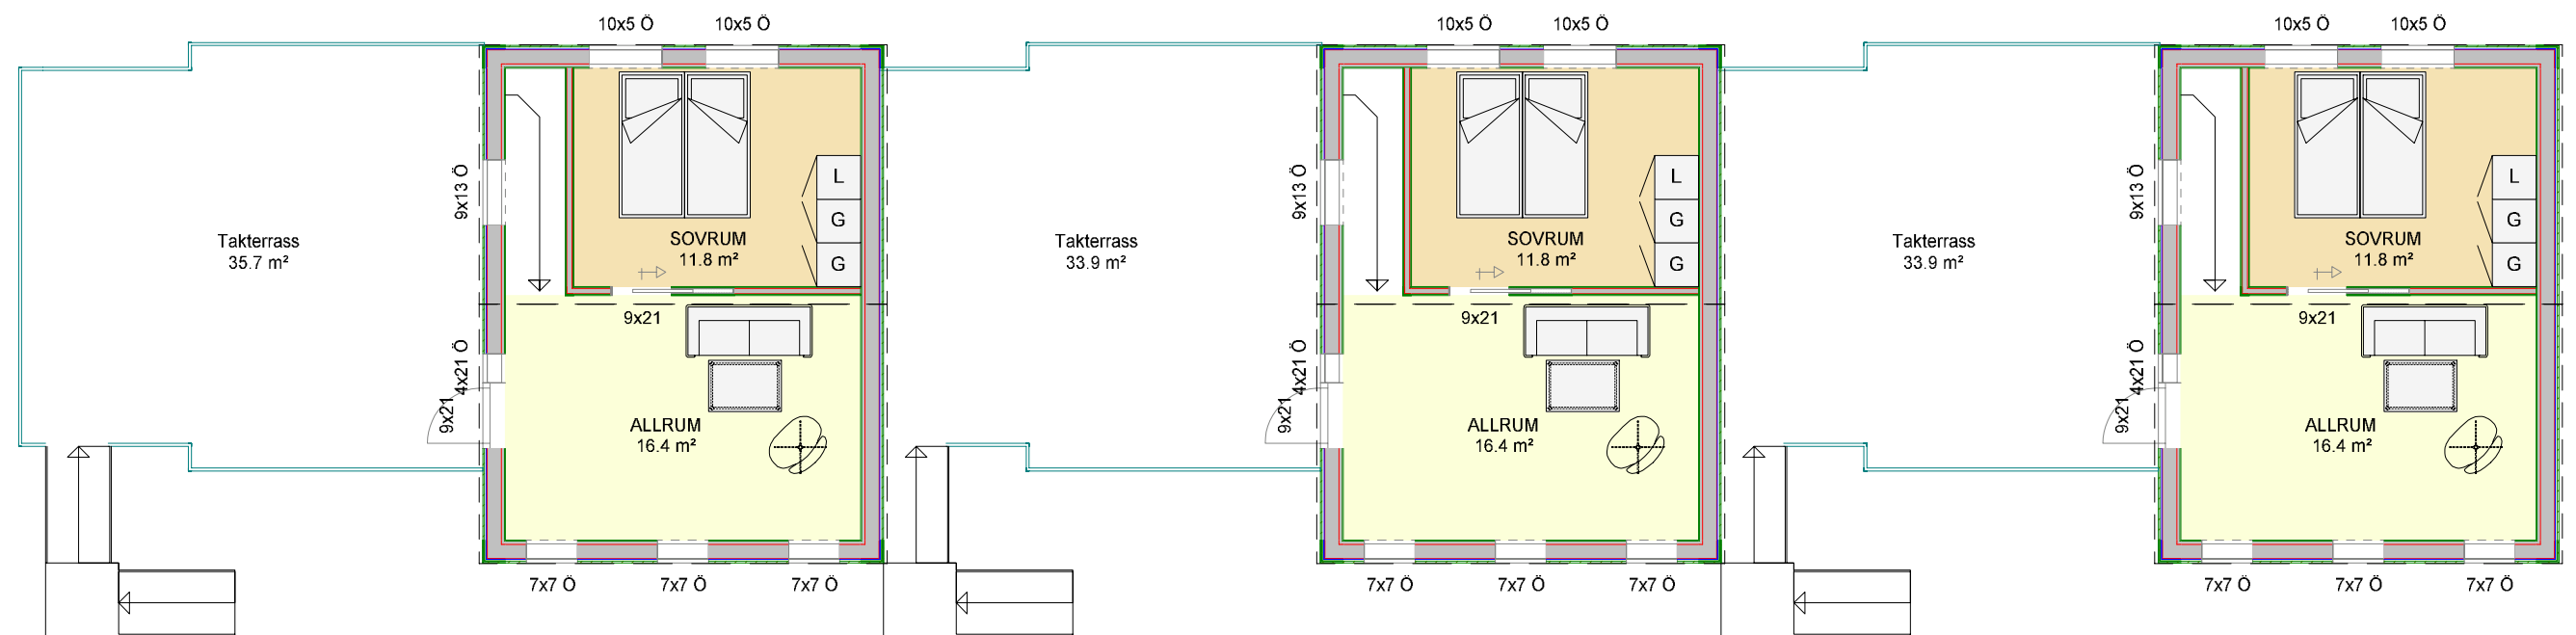 10x5 Ö 10x5 Ö
9x13 Ö
L
G
G
Takterrass
35.7 m²
SOVRUM
11.8 m²
9x21
4x21 Ö
9x21
ALLRUM
16.4 m²
7x7 Ö 7x7 Ö 7x7 Ö
10x5 Ö 10x5 Ö
9x13 Ö
L
G
G
Takterrass
33.9 m²
SOVRUM
11.8 m²
9x21
4x21 Ö
9x21
ALLRUM
16.4 m²
7x7 Ö 7x7 Ö 7x7 Ö
10x5 Ö 10x5 Ö
9x13 Ö
L
G
G
Takterrass
33.9 m²
SOVRUM
11.8 m²
9x21
4x21 Ö
9x21
ALLRUM
16.4 m²
7x7 Ö 7x7 Ö 7x7 Ö